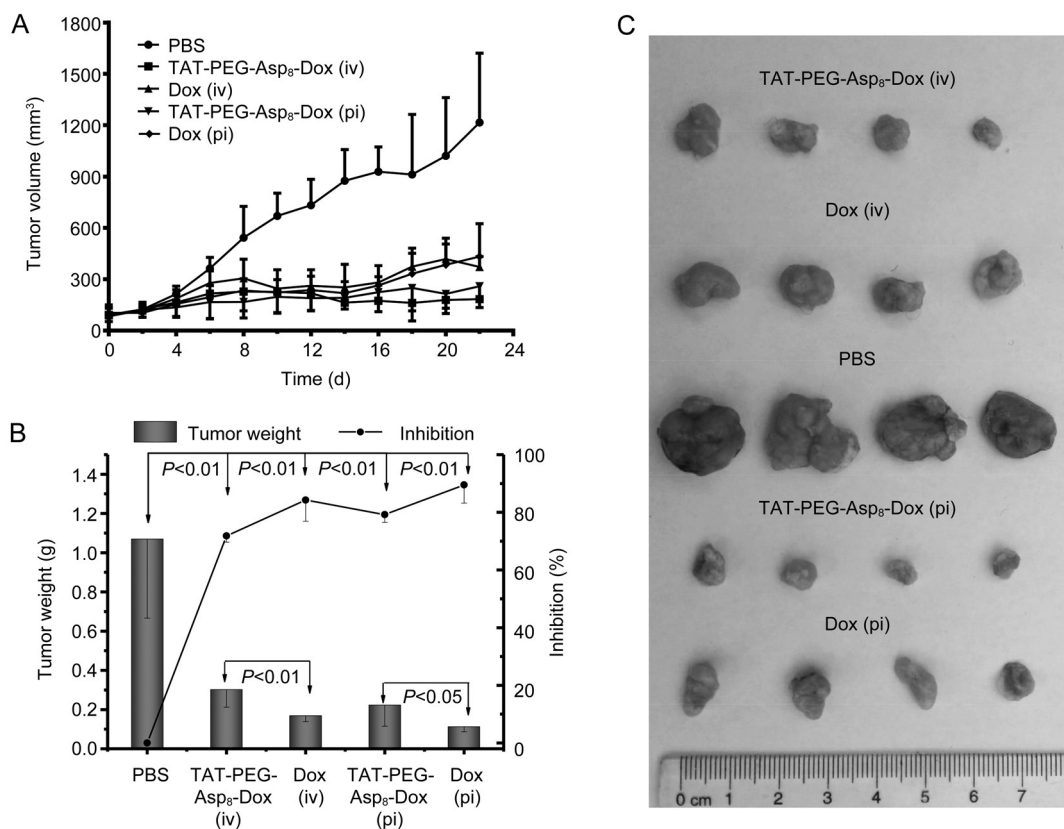 A
1800
1500
1200
900
600
300
0
Tumor volume (mm³)
PBS
TAT-PEG-Asp₈-Dox (iv)
Dox (iv)
TAT-PEG-Asp₈-Dox (pi)
Dox (pi)
0 4 8 12 16 20 24
Time (d)
B
Tumor weight
Inhibition
1.4
1.2
1.0
0.8
0.6
0.4
0.2
0.0
Tumor weight (g)
P<0.01 P<0.01 P<0.01 P<0.01
P<0.01
P<0.05
100
80
60
40
20
0
Inhibition (%)
PBS
TAT-PEG-
Asp₈-Dox
(iv)
Dox
(iv)
TAT-PEG-
Asp₈-Dox
(pi)
Dox
(pi)
C
TAT-PEG-Asp₈-Dox (iv)
Dox (iv)
PBS
TAT-PEG-Asp₈-Dox (pi)
Dox (pi)
0 cm 1 2 3 4 5 6 7